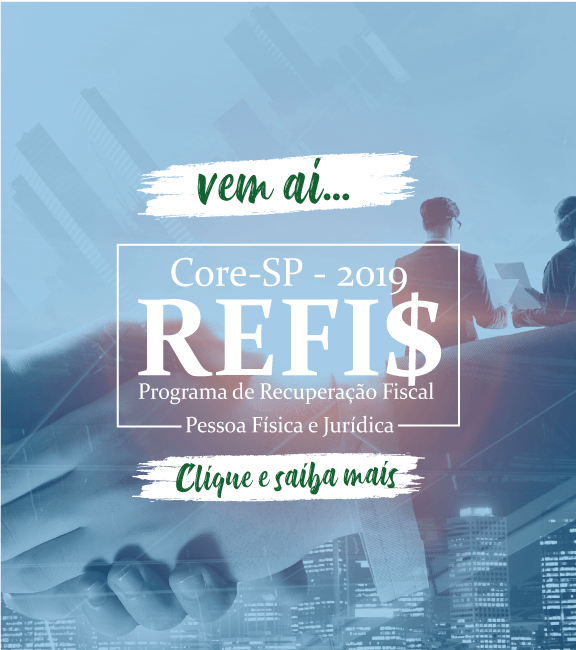 vem aí...
Core-SP - 2019
REFI$
Programa de Recuperação Fiscal
Pessoa Física e Jurídica
Clique e saiba mais